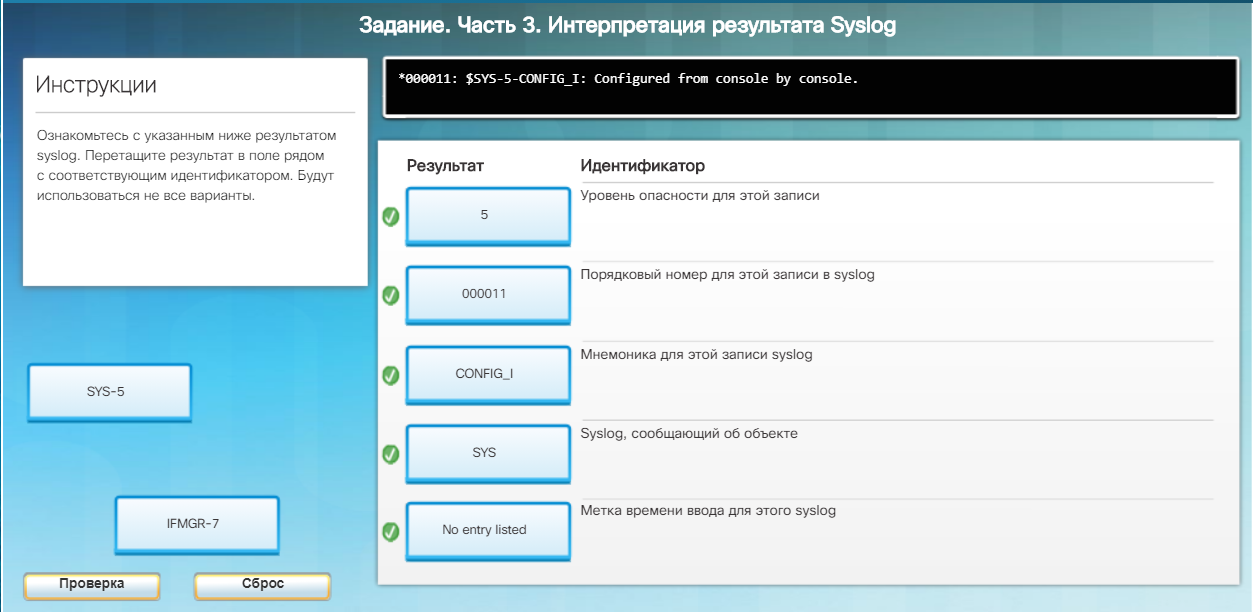 Задание. Часть 3. Интерпретация результата Syslog
Инструкции
Ознакомьтесь с указанным ниже результатом
syslog. Перетащите результат в поле рядом
с соответствующим идентификатором. Будут
использоваться не все варианты.
*000011: $SYS-5-CONFIG_I: Configured from console by console.
Результат Идентификатор
5 Уровень опасности для этой записи
000011 Порядковый номер для этой записи в syslog
CONFIG_I Мнемоника для этой записи syslog
SYS Syslog, сообщающий об объекте
No entry listed Метка времени ввода для этого syslog
SYS-5
IFMGR-7
Проверка Сброс